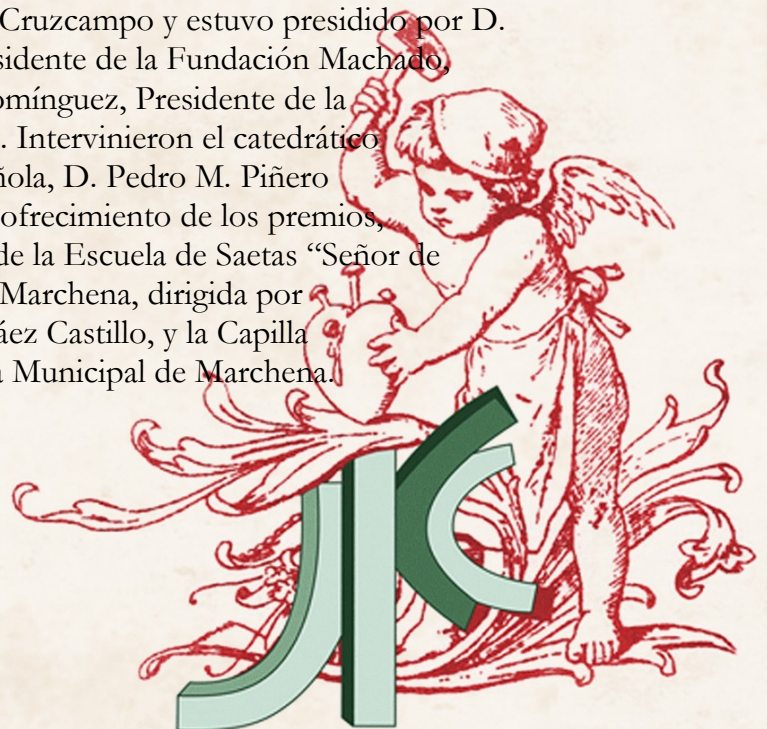 Cruzcampo y estuvo presidido por D.
sidente de la Fundación Machado,
omínguez, Presidente de la
. Intervinieron el catedrático
ñola, D. Pedro M. Piñero
ofrecimiento de los premios,
de la Escuela de Saetas “Señor de
Marchena, dirigida por
áez Castillo, y la Capilla
a Municipal de Marchena.